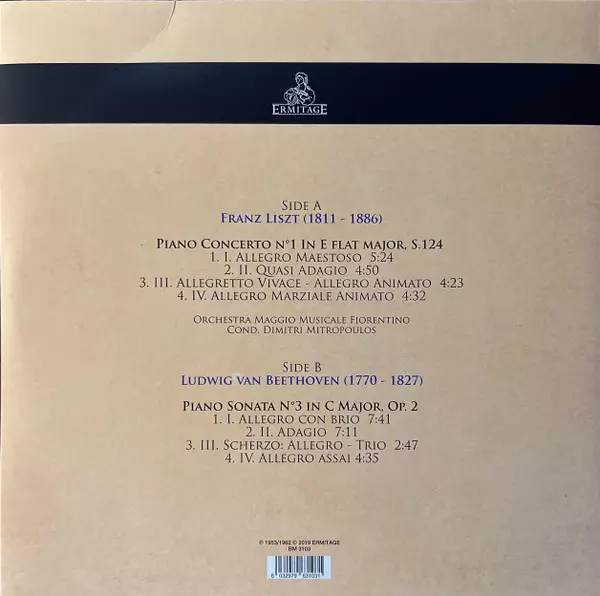 ERMITAGE
SIDE A
FRANZ LISZT (1811 - 1886)
PIANO CONCERTO N°1 IN E FLAT MAJOR, S.124
1. I. ALLEGRO MAESTOSO 5:24
2. II. QUASI ADAGIO 4:50
3. III. ALLEGRETTO VIVACE - ALLEGRO ANIMATO 4:23
4. IV. ALLEGRO MARZIALE ANIMATO 4:32
ORCHESTRA MAGGIO MUSICALE FIORENTINO
COND. DIMITRI MITROPOULOS
SIDE B
LUDWIG VAN BEETHOVEN (1770 - 1827)
PIANO SONATA N°3 IN C MAJOR, OP. 2
1. I. ALLEGRO CON BRIO 7:41
2. II. ADAGIO 7:11
3. III. SCHERZO: ALLEGRO - TRIO 2:47
4. IV. ALLEGRO ASSAI 4:35
℗ 1953/1962 © 2019 ERMITAGE
BM 3103
8 032979 631031